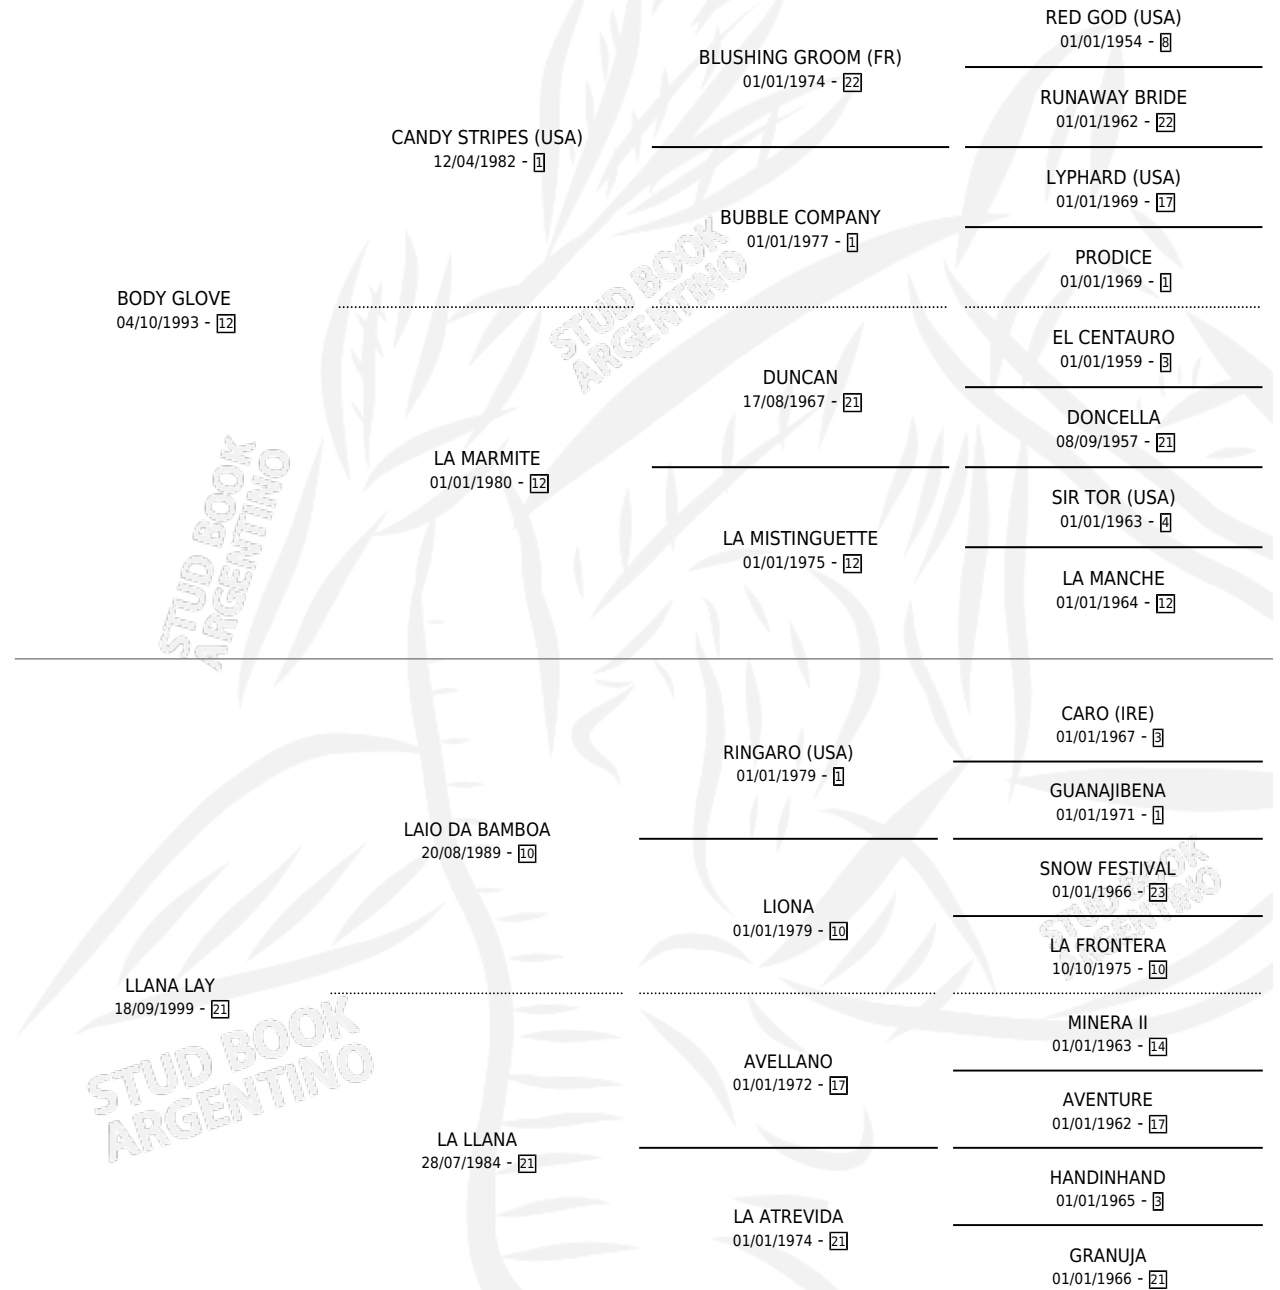 RED GOD (USA)
01/01/1954 - 8
BLUSHING GROOM (FR)
01/01/1974 - 22
RUNAWAY BRIDE
01/01/1962 - 22
CANDY STRIPES (USA)
12/04/1982 - 1
LYPHARD (USA)
01/01/1969 - 17
BUBBLE COMPANY
01/01/1977 - 1
PRODICE
01/01/1969 - 1
BODY GLOVE
04/10/1993 - 12
STUD BOOK
ARGENTINO
EL CENTAURO
01/01/1959 - 3
DUNCAN
17/08/1967 - 21
DONCELLA
08/09/1957 - 21
LA MARMITE
01/01/1980 - 12
SIR TOR (USA)
01/01/1963 - 4
LA MISTINGUETTE
01/01/1975 - 12
LA MANCHE
01/01/1964 - 12
STUD BOOK
ARGENTINO
CARO (IRE)
01/01/1967 - 3
RINGARO (USA)
01/01/1979 - 1
GUANAJIBENA
01/01/1971 - 1
LAIO DA BAMBOA
20/08/1989 - 10
SNOW FESTIVAL
01/01/1966 - 23
STUD BOOK
ARGENTINO
LIONA
01/01/1979 - 10
LA FRONTERA
10/10/1975 - 10
LLANA LAY
18/09/1999 - 21
MINERA II
01/01/1963 - 14
AVELLANO
01/01/1972 - 17
AVENTURE
01/01/1962 - 17
STUD BOOK
ARGENTINO
LA LLANA
28/07/1984 - 21
HANDINHAND
01/01/1965 - 3
LA ATREVIDA
01/01/1974 - 21
GRANUJA
01/01/1966 - 21